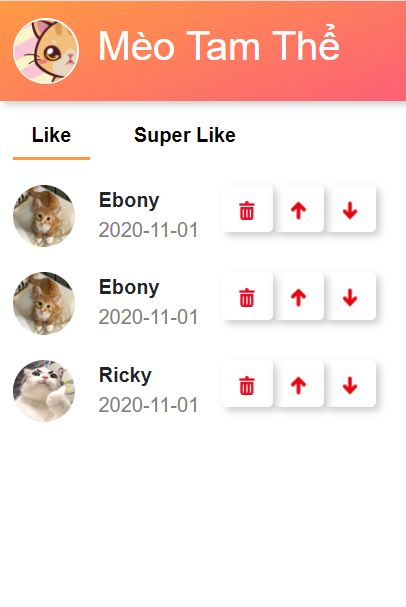 Mèo Tam Thể
Like Super Like
Ebony
2020-11-01
Ebony
2020-11-01
Ricky
2020-11-01